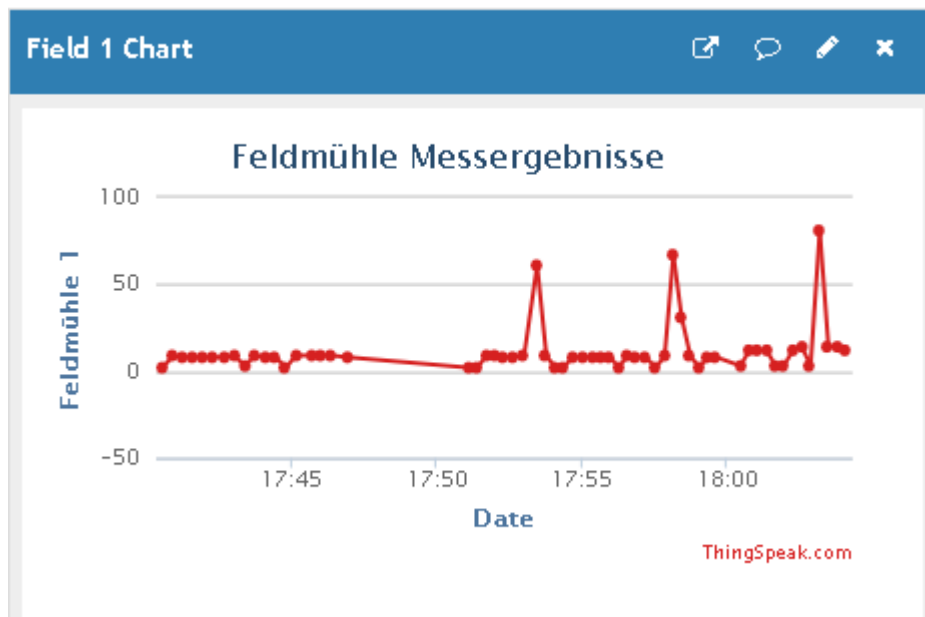 Field 1 Chart
Feldmühle Messergebnisse
Feldmühle 1
100
50
0
-50
17:45 17:50 17:55 18:00
Date
ThingSpeak.com